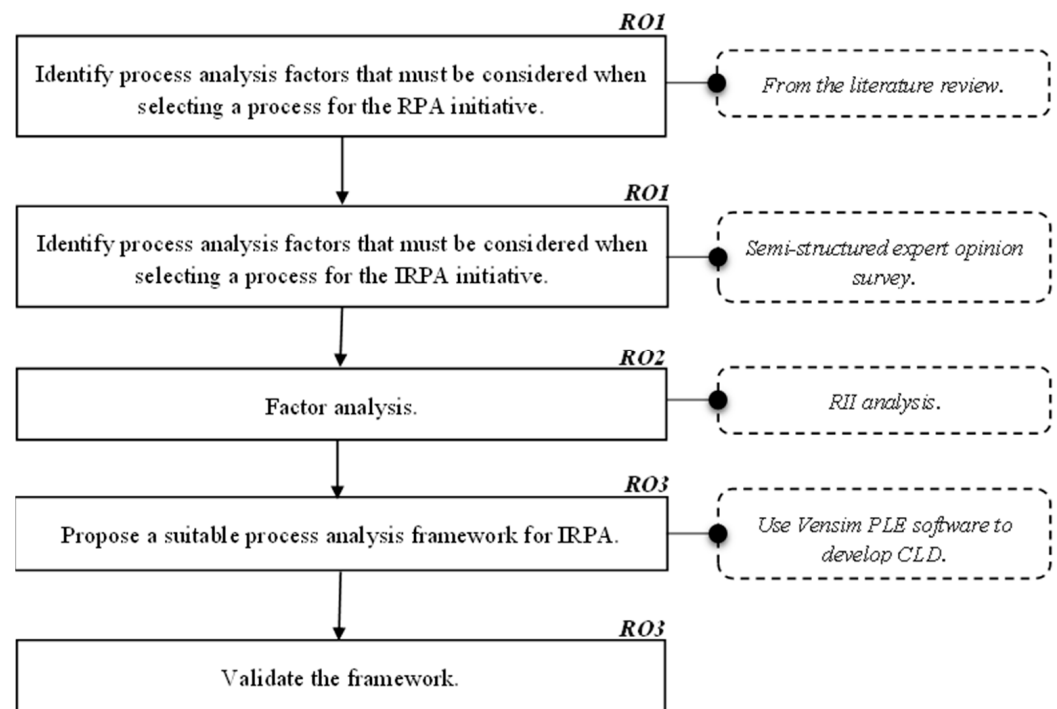 RO1
Identify process analysis factors that must be considered when
selecting a process for the RPA initiative.
From the literature review.
RO1
Identify process analysis factors that must be considered when
selecting a process for the IRPA initiative.
Semi-structured expert opinion
survey.
RO2
Factor analysis.
RII analysis.
RO3
Propose a suitable process analysis framework for IRPA.
Use Vensim PLE software to
develop CLD.
RO3
Validate the framework.